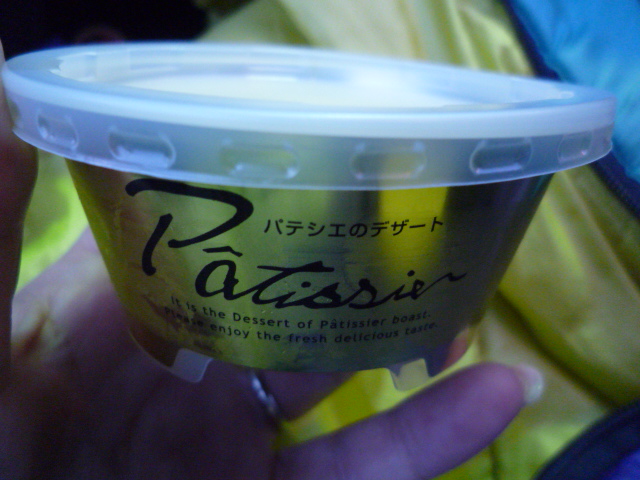 パテシエのデザート
Pâtissier
It is the Dessert of Pâtissier boast.
Please enjoy the fresh delicious taste.